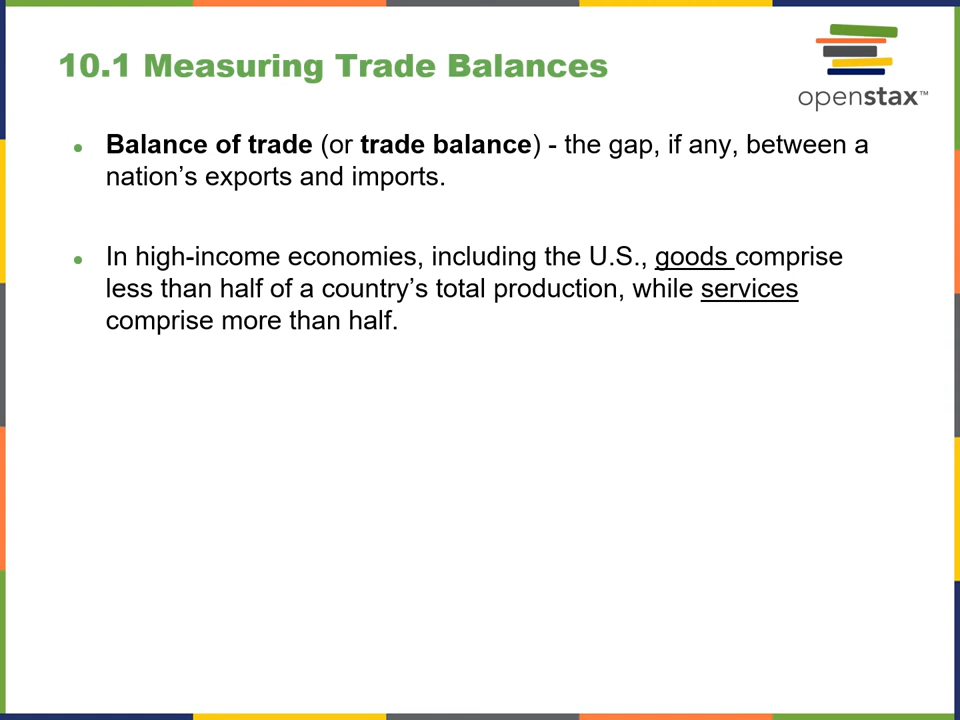 10.1 Measuring Trade Balances
openstax™
● Balance of trade (or trade balance) - the gap, if any, between a
nation’s exports and imports.
● In high-income economies, including the U.S., goods comprise
less than half of a country’s total production, while services
comprise more than half.